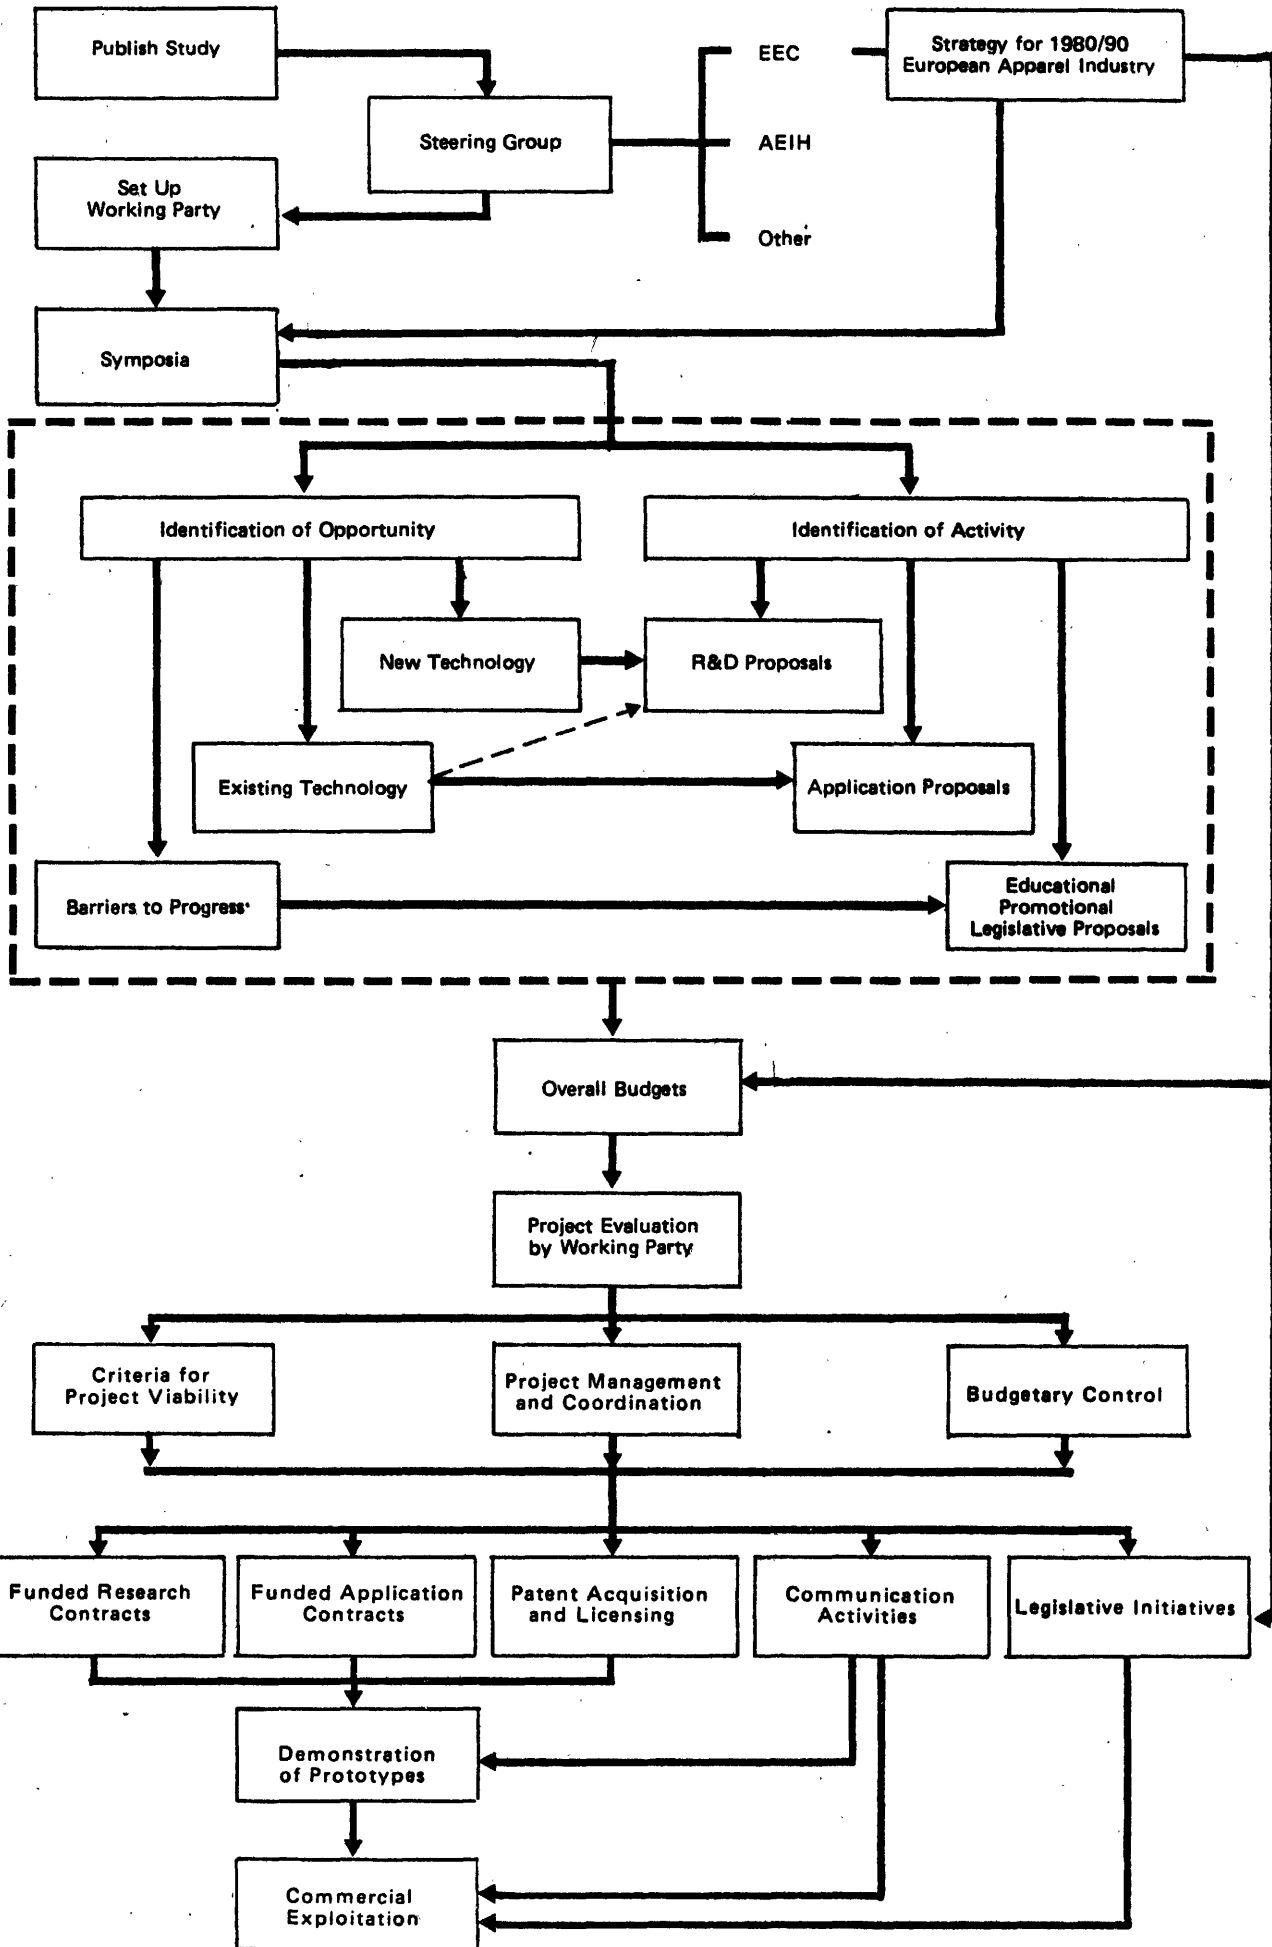 Publish Study
EEC
Strategy for 1980/90
European Apparel Industry
Steering Group
AEIH
Set Up
Working Party
Other
Symposia
Identification of Opportunity
Identification of Activity
New Technology
R&D Proposals
Existing Technology
Application Proposals
Barriers to Progress
Educational
Promotional
Legislative Proposals
Overall Budgets
Project Evaluation
by Working Party
Criteria for
Project Viability
Project Management
and Coordination
Budgetary Control
Funded Research
Contracts
Funded Application
Contracts
Patent Acquisition
and Licensing
Communication
Activities
Legislative Initiatives
Demonstration
of Prototypes
Commercial
Exploitation